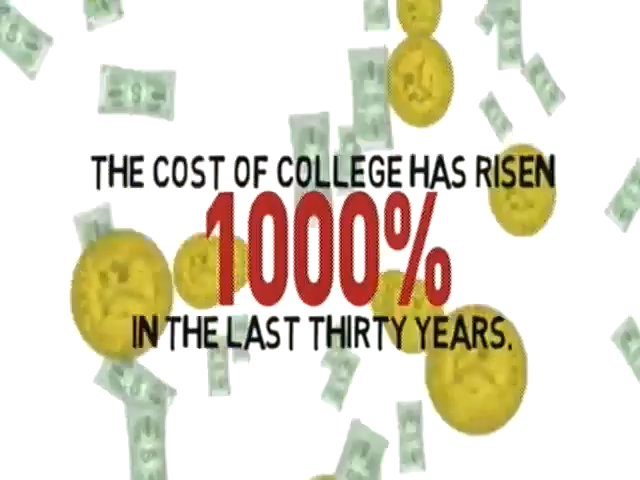 THE COST OF COLLEGE HAS RISEN
1000%
IN THE LAST THIRTY YEARS.